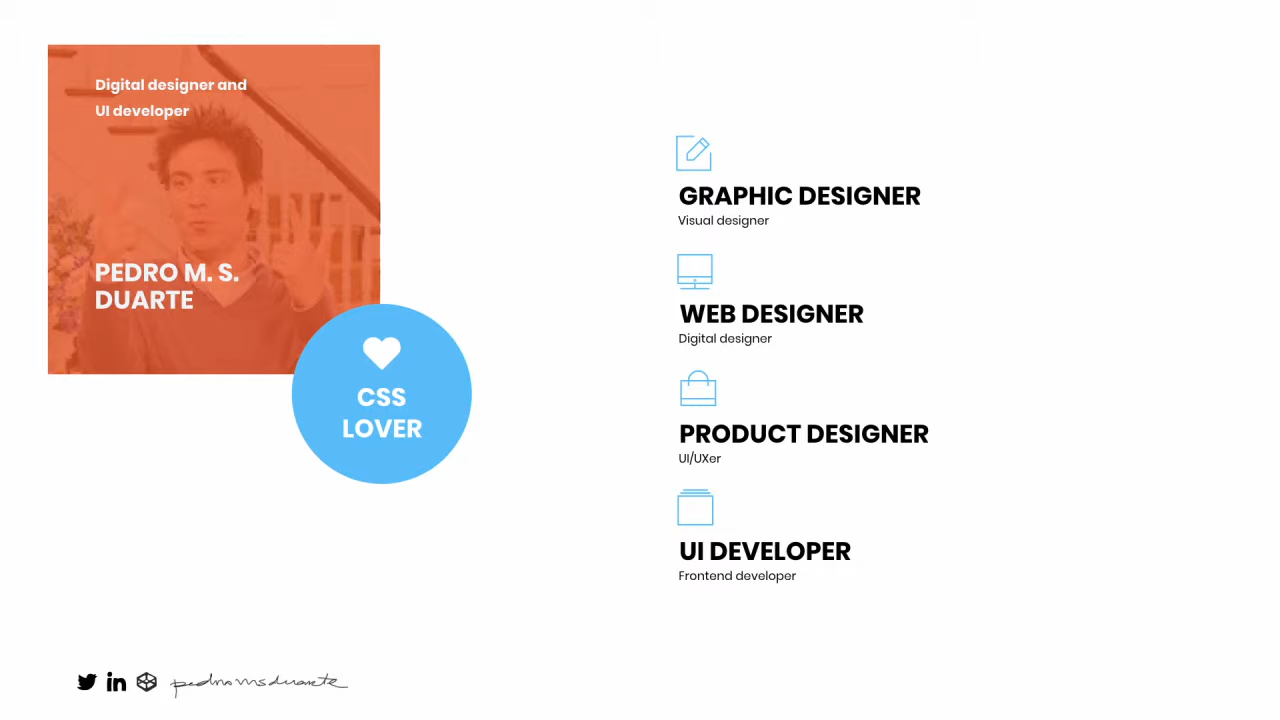 Digital designer and
UI developer
PEDRO M. S.
DUARTE
CSS
LOVER
GRAPHIC DESIGNER
Visual designer
WEB DESIGNER
Digital designer
PRODUCT DESIGNER
UI/UXer
UI DEVELOPER
Frontend developer
in pedromsduarte